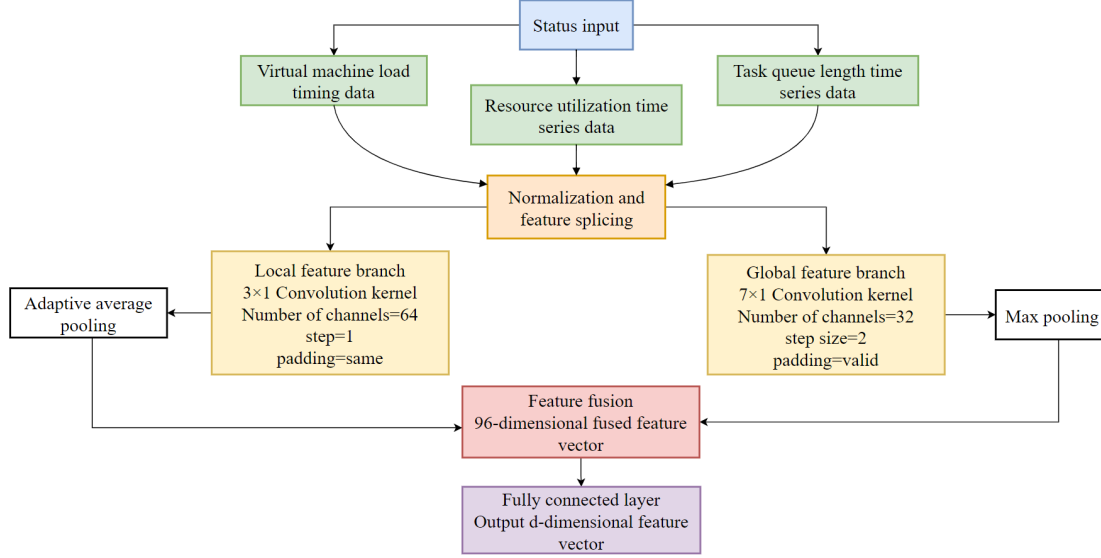 Status input
Virtual machine load
timing data
Resource utilization time
series data
Task queue length time
series data
Normalization and
feature splicing
Local feature branch
3×1 Convolution kernel
Number of channels=64
step=1
padding=same
Global feature branch
7×1 Convolution kernel
Number of channels=32
step size=2
padding=valid
Adaptive average
pooling
Max pooling
Feature fusion
96-dimensional fused feature
vector
Fully connected layer
Output d-dimensional feature
vector